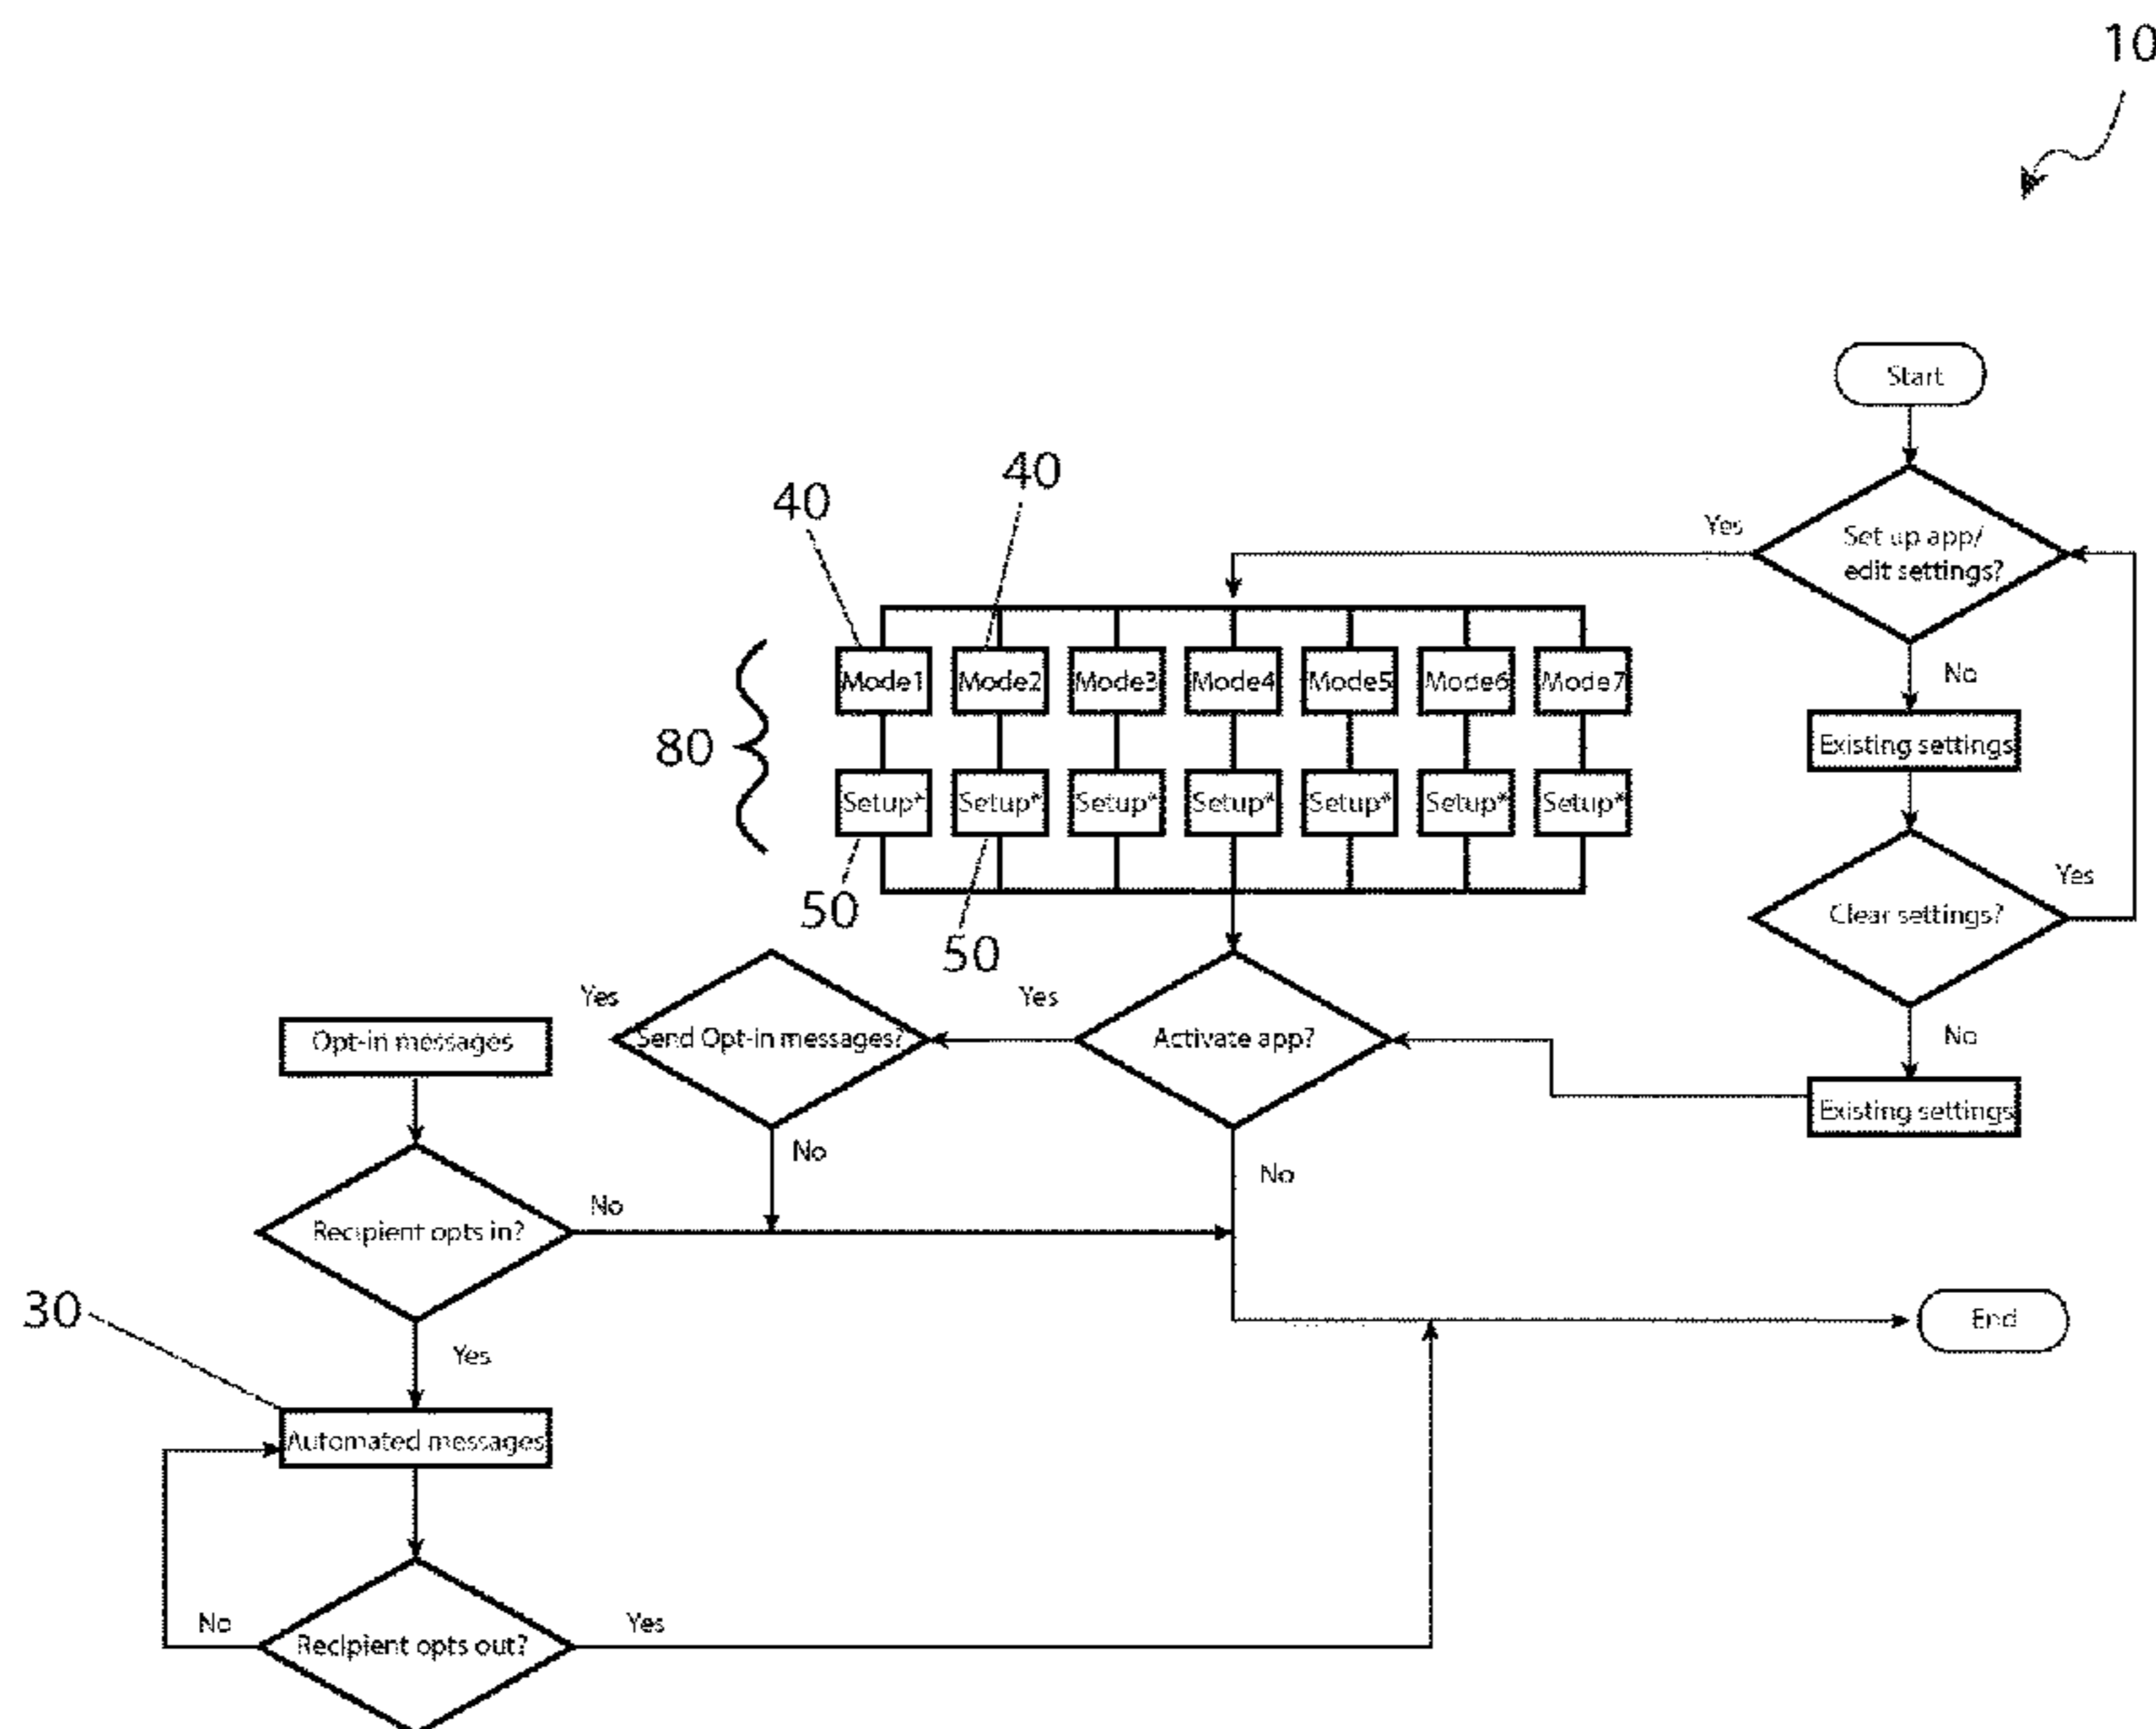 10
Start
Yes
Set up app/
edit settings?
No
Existing settings
Clear settings?
Yes
No
Existing settings
40
40
Mode1 Mode2 Mode3 Mode4 Mode5 Mode6 Mode7
80
Setup* Setup* Setup* Setup* Setup* Setup* Setup*
50
50
Activate app?
Yes
No
Send Opt-in messages?
Yes
No
Opt-in messages
Recipient opts in?
No
Yes
30
Automated messages
Recipient opts out?
No
Yes
End